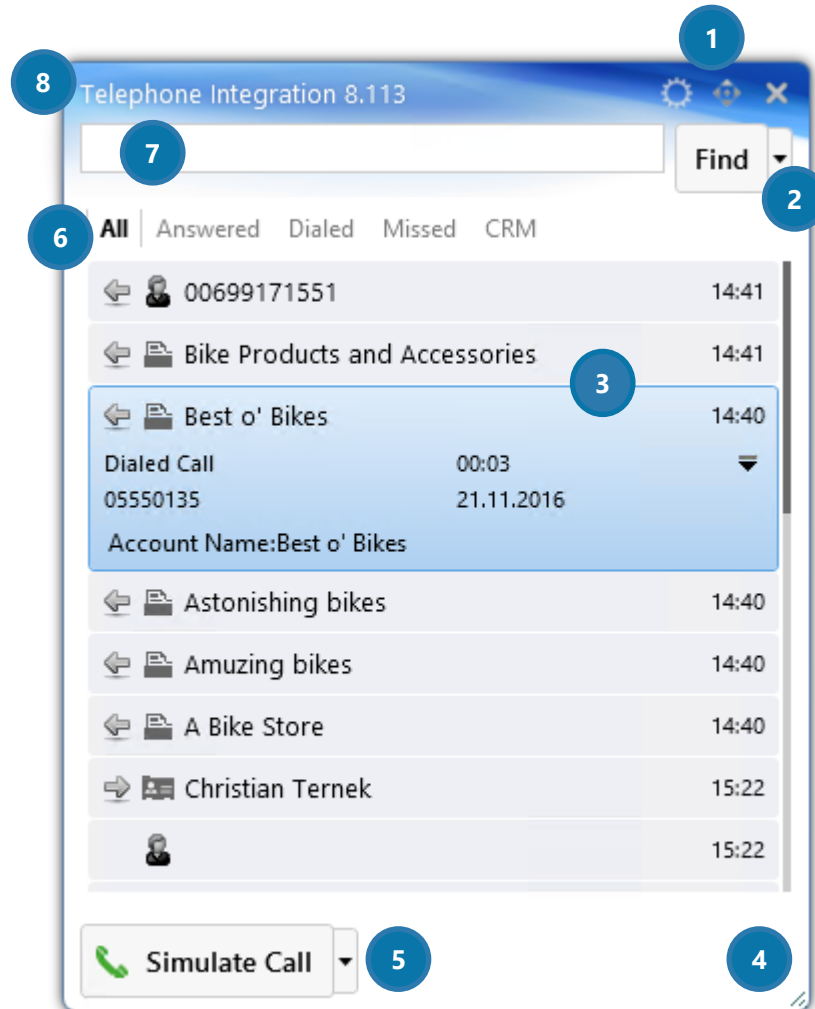 1
8
Telephone Integration 8.113
7
Find
2
6
All Answered Dialed Missed CRM
00699171551 14:41
Bike Products and Accessories 14:41
3
Best o' Bikes 14:40
Dialed Call 00:03
05550135 21.11.2016
Account Name:Best o' Bikes
Astonishing bikes 14:40
Amuzing bikes 14:40
A Bike Store 14:40
Christian Ternek 15:22
15:22
Simulate Call
5
4